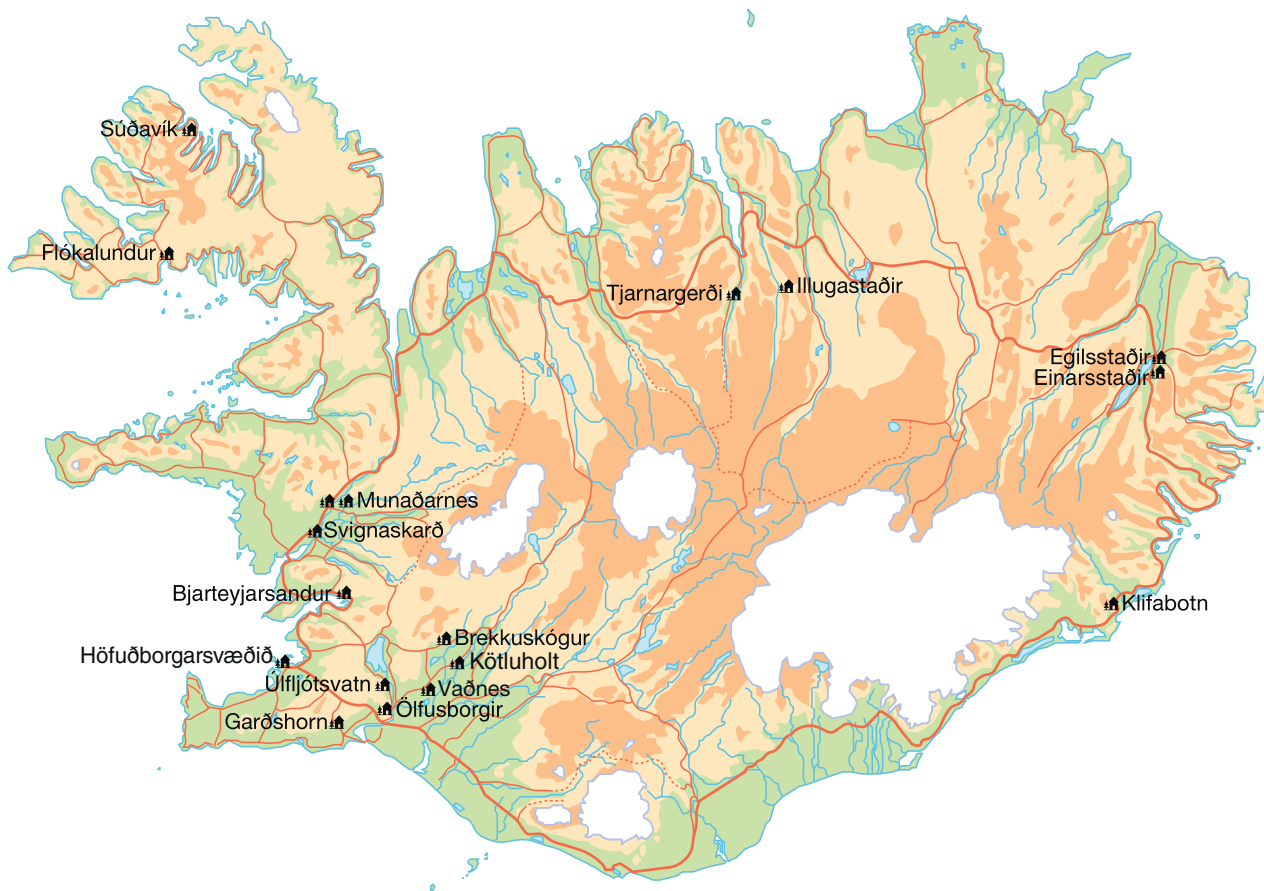 Súðavík
Flókalundur
Tjarnargerði
Illugastaðir
Egilsstaðir
Einarsstaðir
Munaðarnes
Svignaskarð
Bjarteyjarsandur
Klifabotn
Brekkuskógur
Höfuðborgarsvæðið
Kötluholt
Úlfljótsvatn
Vaðnes
Ölfusborgir
Garðshorn